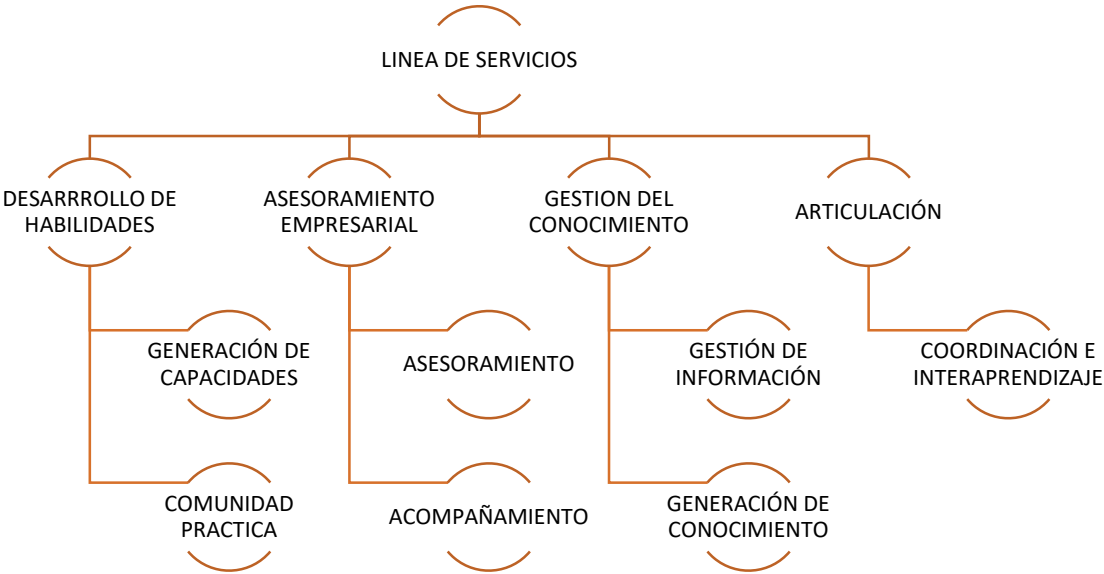 LINEA DE SERVICIOS
DESARRROLLO DE
HABILIDADES
ASESORAMIENTO
EMPRESARIAL
GESTION DEL
CONOCIMIENTO
ARTICULACIÓN
GENERACIÓN DE
CAPACIDADES
ASESORAMIENTO
GESTIÓN DE
INFORMACIÓN
COORDINACIÓN E
INTERAPRENDIZAJE
COMUNIDAD
PRACTICA
ACOMPAÑAMIENTO
GENERACIÓN DE
CONOCIMIENTO